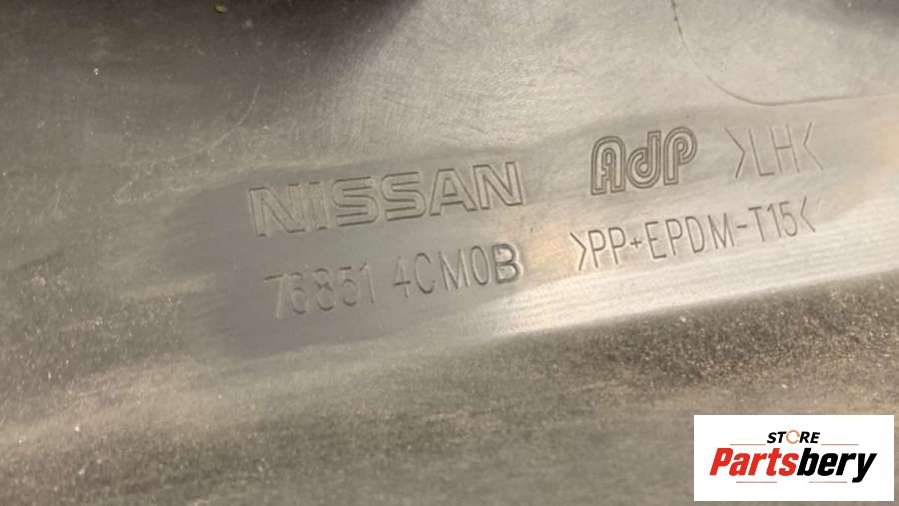 NISSAN AdP >LH<
76851 4CM0B >PP+EPDM-T15<
STORE
Partsbery